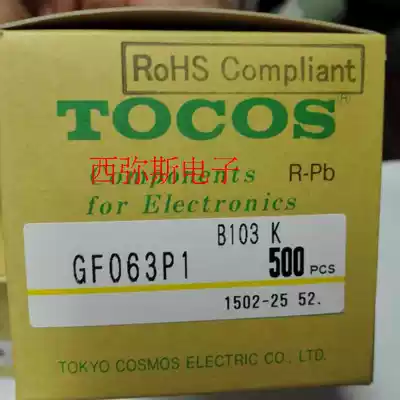 RoHS Compliant
TOCOS
®
西弥斯电子
Components R-Pb
for Electronics
B103 K
GF063P1 500 PCS
1502-25 52.
TOKYO COSMOS ELECTRIC CO., LTD.